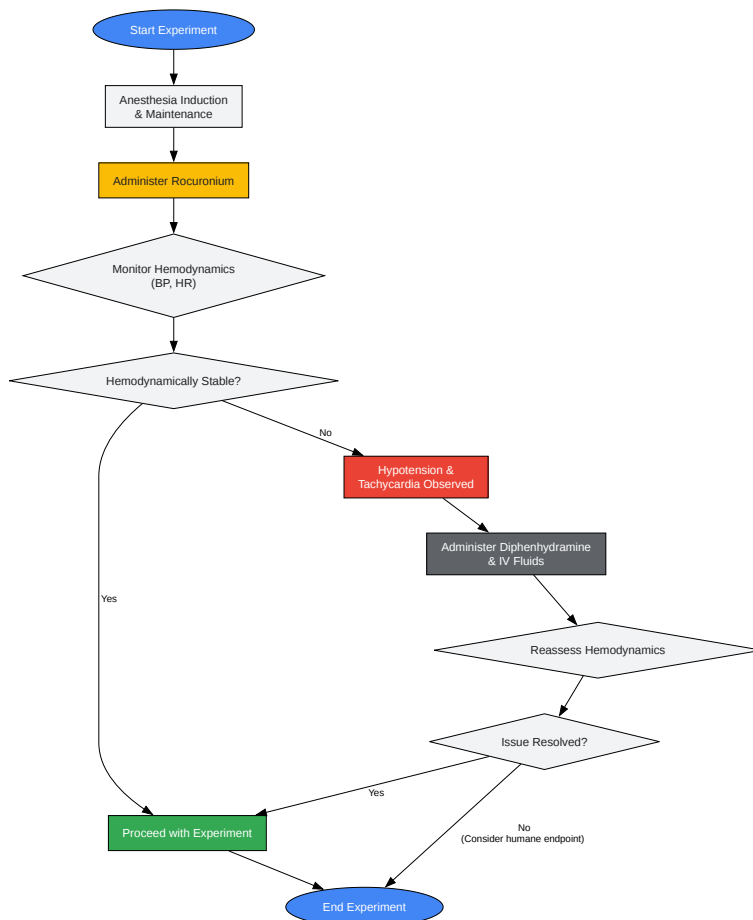 Start Experiment
Anesthesia Induction
& Maintenance
Administer Rocuronium
Monitor Hemodynamics
(BP, HR)
Hemodynamically Stable?
No
Hypotension &
Tachycardia Observed
Administer Diphenhydramine
& IV Fluids
Yes
Reassess Hemodynamics
Issue Resolved?
Yes
No
(Consider humane endpoint)
Proceed with Experiment
End Experiment